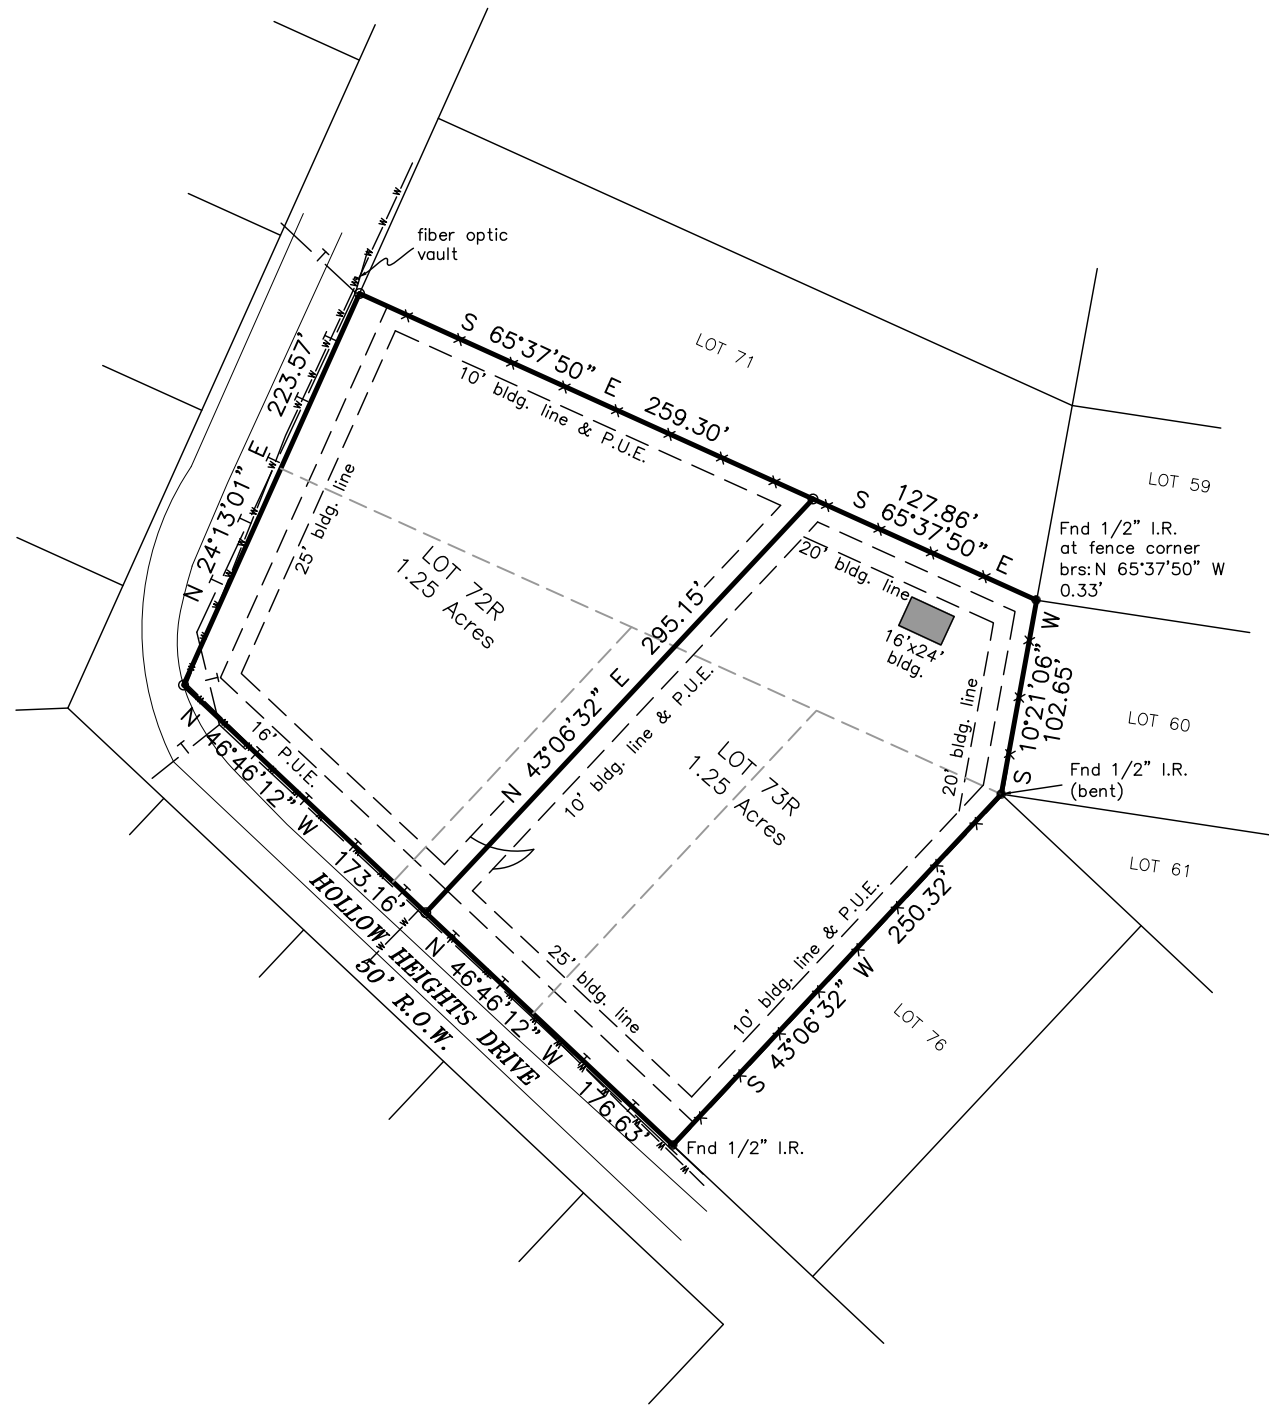 fiber optic
vault
LOT 71
S 65°37'50" E 259.30'
10' bldg. line & P.U.E.
N 24°13'01" E 223.57'
25' bldg. line
LOT 72R
1.25 Acres
LOT 59
S 65°37'50" E
127.86'
20' bldg. line
Fnd 1/2" I.R.
at fence corner
brs: N 65°37'50" W
0.33'
16'x24'
bldg.
S 10°21'06" W
102.65'
20' bldg. line
LOT 60
Fnd 1/2" I.R.
(bent)
LOT 61
N 43°06'32" E 295.15'
10' bldg. line & P.U.E.
LOT 73R
1.25 Acres
16' P.U.E.
N 46°46'12" W 173.16'
HOLLOW HEIGHTS DRIVE
50' R.O.W.
N 46°46'12" W 176.63'
25' bldg. line
10' bldg. line & P.U.E.
S 43°06'32" W 250.32'
LOT 76
Fnd 1/2" I.R.